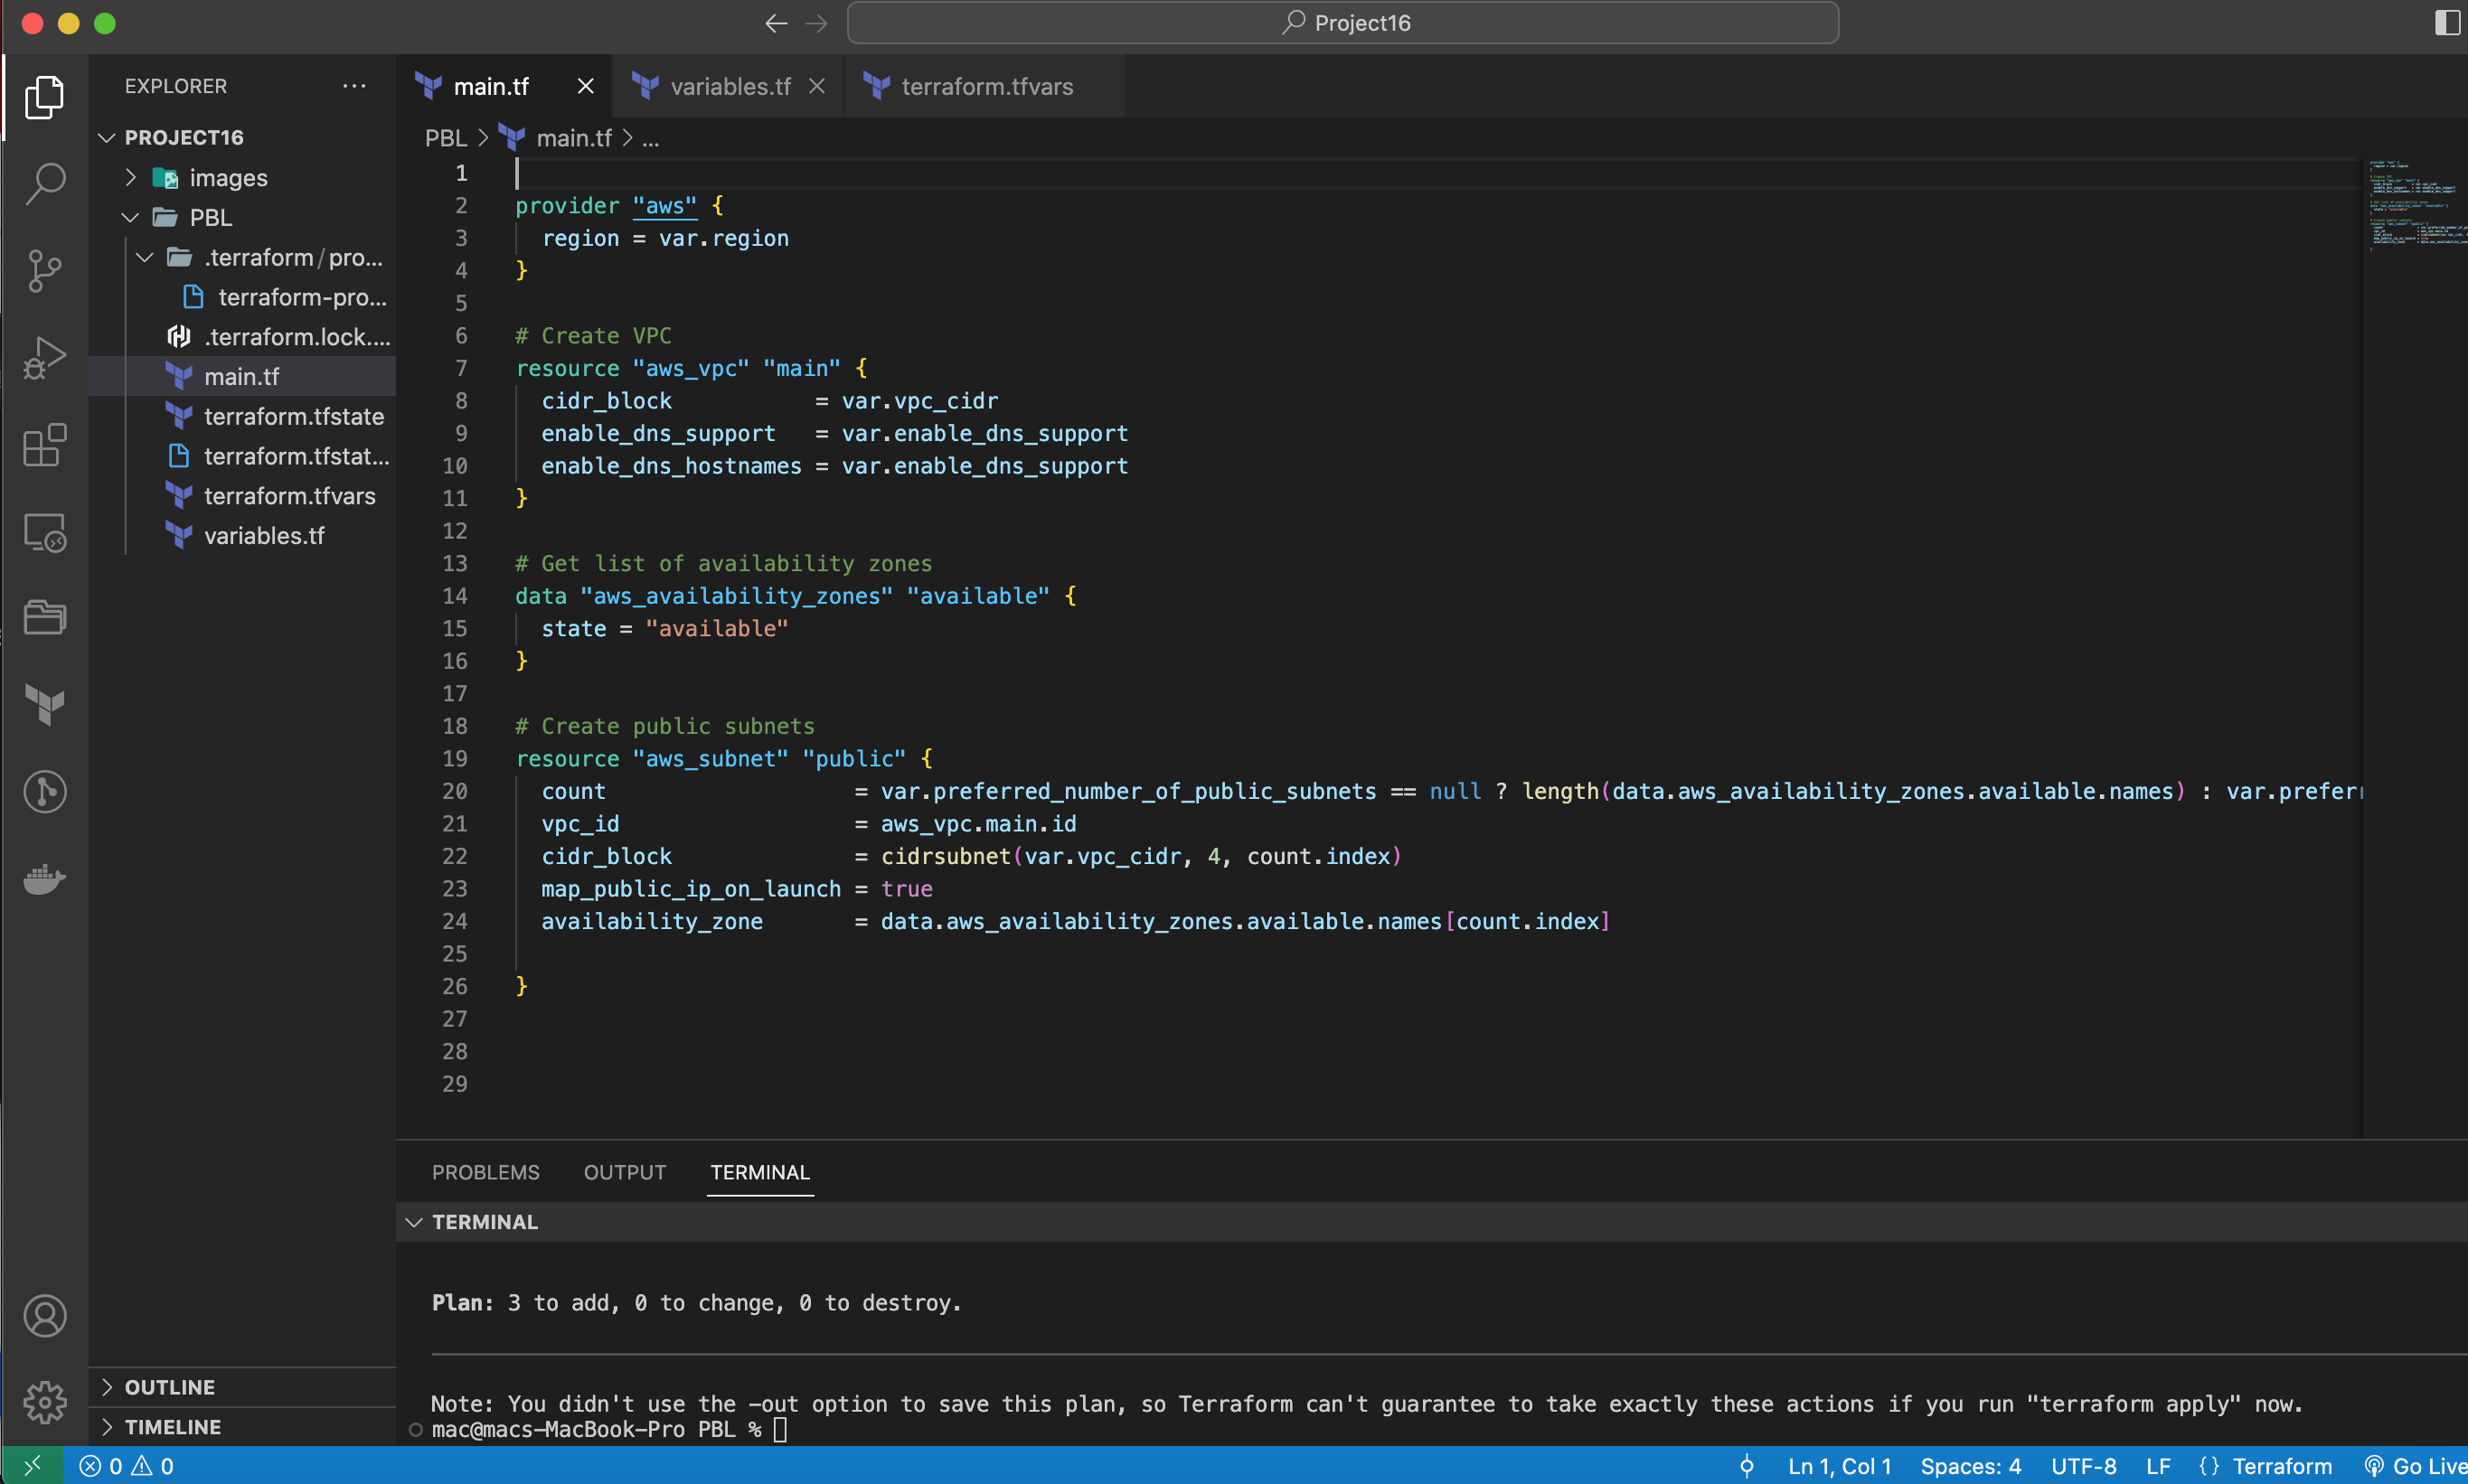 Project16
EXPLORER
main.tf
variables.tf
terraform.tfvars
PROJECT16
images
PBL
.terraform/pro...
terraform-pro...
.terraform.lock....
main.tf
terraform.tfstate
terraform.tfstat...
terraform.tfvars
variables.tf
OUTLINE
TIMELINE
PBL > main.tf > ...
1
2 provider "aws" {
3 region = var.region
4 }
5
6 # Create VPC
7 resource "aws_vpc" "main" {
8 cidr_block = var.vpc_cidr
9 enable_dns_support = var.enable_dns_support
10 enable_dns_hostnames = var.enable_dns_support
11 }
12
13 # Get list of availability zones
14 data "aws_availability_zones" "available" {
15 state = "available"
16 }
17
18 # Create public subnets
19 resource "aws_subnet" "public" {
20 count = var.preferred_number_of_public_subnets == null ? length(data.aws_availability_zones.available.names) : var.prefer
21 vpc_id = aws_vpc.main.id
22 cidr_block = cidrsubnet(var.vpc_cidr, 4, count.index)
23 map_public_ip_on_launch = true
24 availability_zone = data.aws_availability_zones.available.names[count.index]
25
26 }
27
28
29
PROBLEMS OUTPUT TERMINAL
TERMINAL
Plan: 3 to add, 0 to change, 0 to destroy.
Note: You didn't use the -out option to save this plan, so Terraform can't guarantee to take exactly these actions if you run "terraform apply" now.
mac@macs-MacBook-Pro PBL %
0 0 Ln 1, Col 1 Spaces: 4 UTF-8 LF {} Terraform Go Live